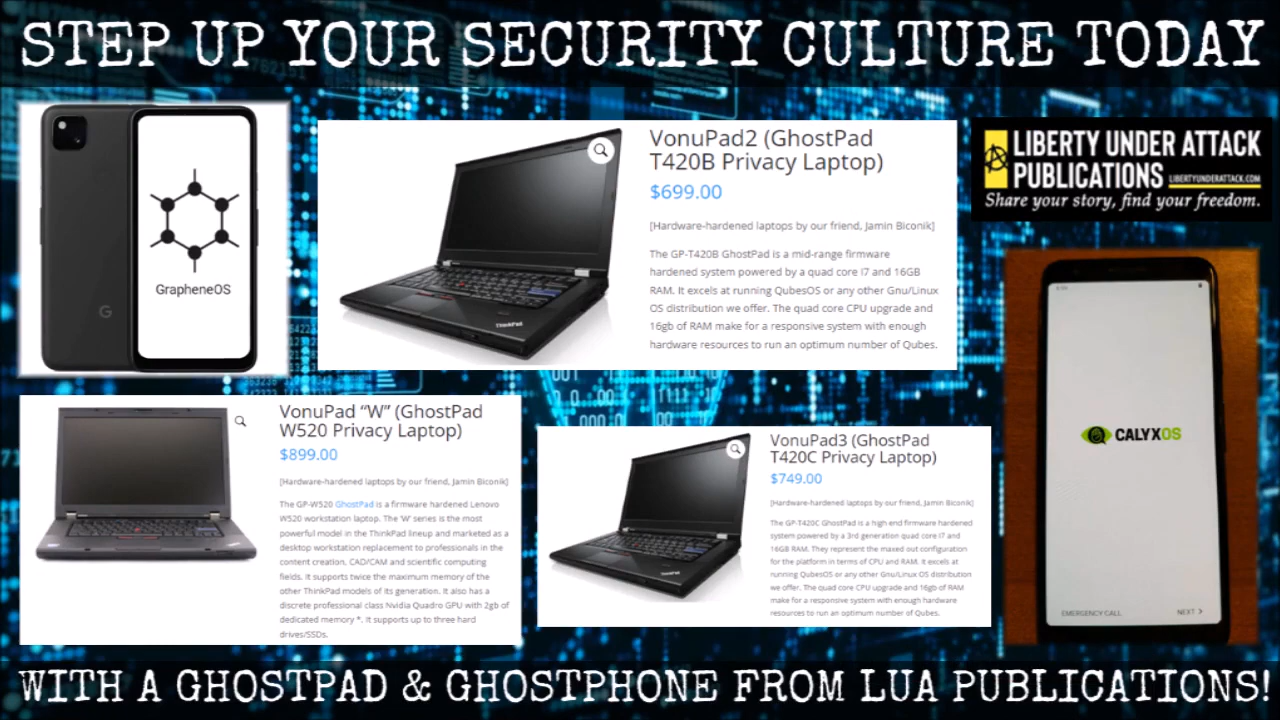 STEP UP YOUR SECURITY CULTURE TODAY
GrapheneOS
G
VonuPad2 (GhostPad
T420B Privacy Laptop)
$699.00
[Hardware-hardened laptops by our friend, Jamin Biconik]
The GP-T420B GhostPad is a mid-range firmware
hardened system powered by a quad core I7 and 16GB
RAM. It excels at running QubesOS or any other Gnu/Linux
OS distribution we offer. The quad core CPU upgrade and
16gb of RAM make for a responsive system with enough
hardware resources to run an optimum number of Qubes.
ThinkPad
LIBERTY UNDER ATTACK
PUBLICATIONS LIBERTYUNDERATTACK.COM
Share your story, find your freedom.
VonuPad “W” (GhostPad
W520 Privacy Laptop)
$899.00
[Hardware-hardened laptops by our friend, Jamin Biconik]
The GP-W520 GhostPad is a firmware hardened Lenovo
W520 workstation laptop. The 'W' series is the most
powerful model in the ThinkPad lineup and marketed as a
desktop workstation replacement to professionals in the
content creation, CAD/CAM and scientific computing
fields. It supports twice the maximum memory of the
other ThinkPad models of its generation. It also has a
discrete professional class Nvidia Quadro GPU with 2gb of
dedicated memory *. It supports up to three hard
drives/SSDs.
VonuPad3 (GhostPad
T420C Privacy Laptop)
$749.00
[Hardware-hardened laptops by our friend, Jamin Biconik]
The GP-T420C GhostPad is a high end firmware hardened
system powered by a 3rd generation quad core I7 and
16GB RAM. They represent the maxed out configuration
for the platform in terms of CPU and RAM. It excels at
running QubesOS or any other Gnu/Linux OS distribution
we offer. The quad core CPU upgrade and 16gb of RAM
make for a responsive system with enough hardware
resources to run an optimum number of Qubes.
ThinkPad
CALYXOS
EMERGENCY CALL
NEXT >
WITH A GHOSTPAD & GHOSTPHONE FROM LUA PUBLICATIONS!